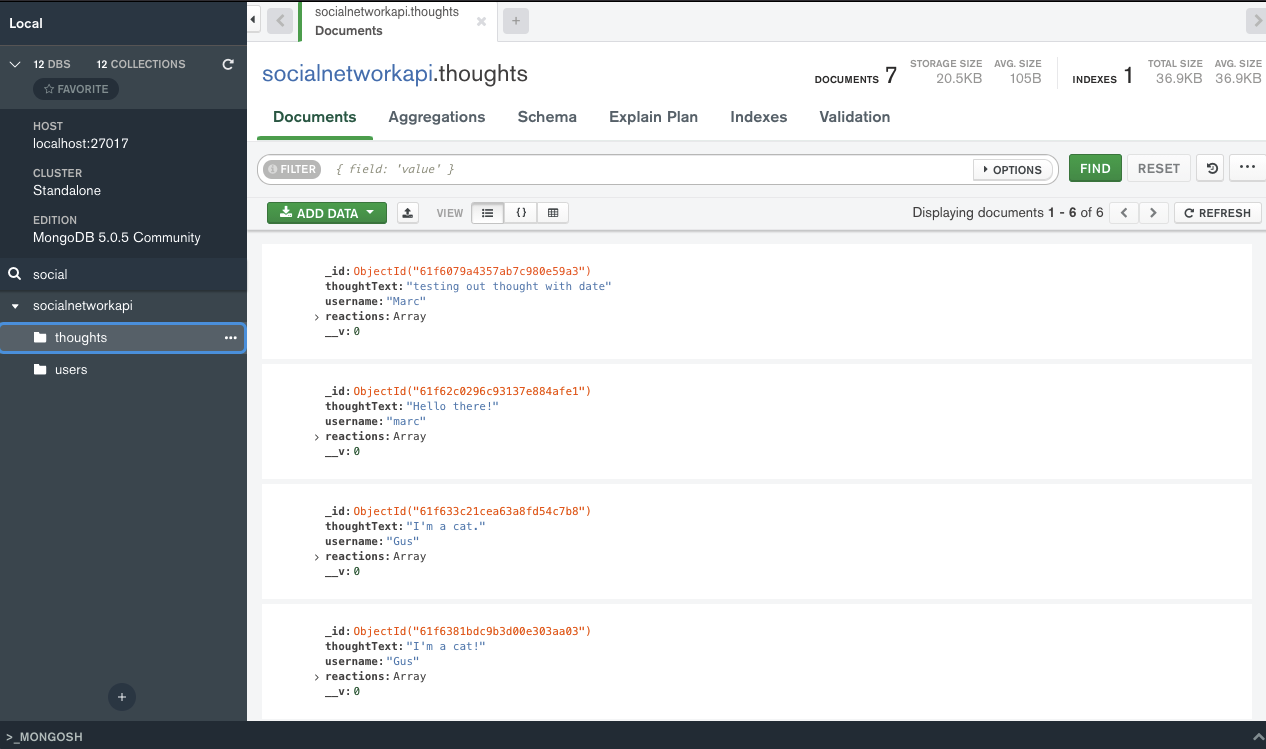 Local
12 DBS 12 COLLECTIONS
FAVORITE
HOST
localhost:27017
CLUSTER
Standalone
EDITION
MongoDB 5.0.5 Community
social
socialnetworkapi
thoughts
users
>_MONGOSH
socialnetworkapi.thoughts
Documents
socialnetworkapi.thoughts
DOCUMENTS 7
STORAGE SIZE
20.5KB
AVG. SIZE
105B
INDEXES 1
TOTAL SIZE
36.9KB
AVG. SIZE
36.9KB
Documents Aggregations Schema Explain Plan Indexes Validation
FILTER { field: 'value' } OPTIONS FIND RESET
ADD DATA VIEW {} Displaying documents 1 - 6 of 6 REFRESH
_id: ObjectId("61f6079a4357ab7c980e59a3")
thoughtText: "testing out thought with date"
username: "Marc"
reactions: Array
__v: 0
_id: ObjectId("61f62c0296c93137e884afe1")
thoughtText: "Hello there!"
username: "marc"
reactions: Array
__v: 0
_id: ObjectId("61f633c21cea63a8fd54c7b8")
thoughtText: "I'm a cat."
username: "Gus"
reactions: Array
__v: 0
_id: ObjectId("61f6381bdc9b3d00e303aa03")
thoughtText: "I'm a cat!"
username: "Gus"
reactions: Array
__v: 0